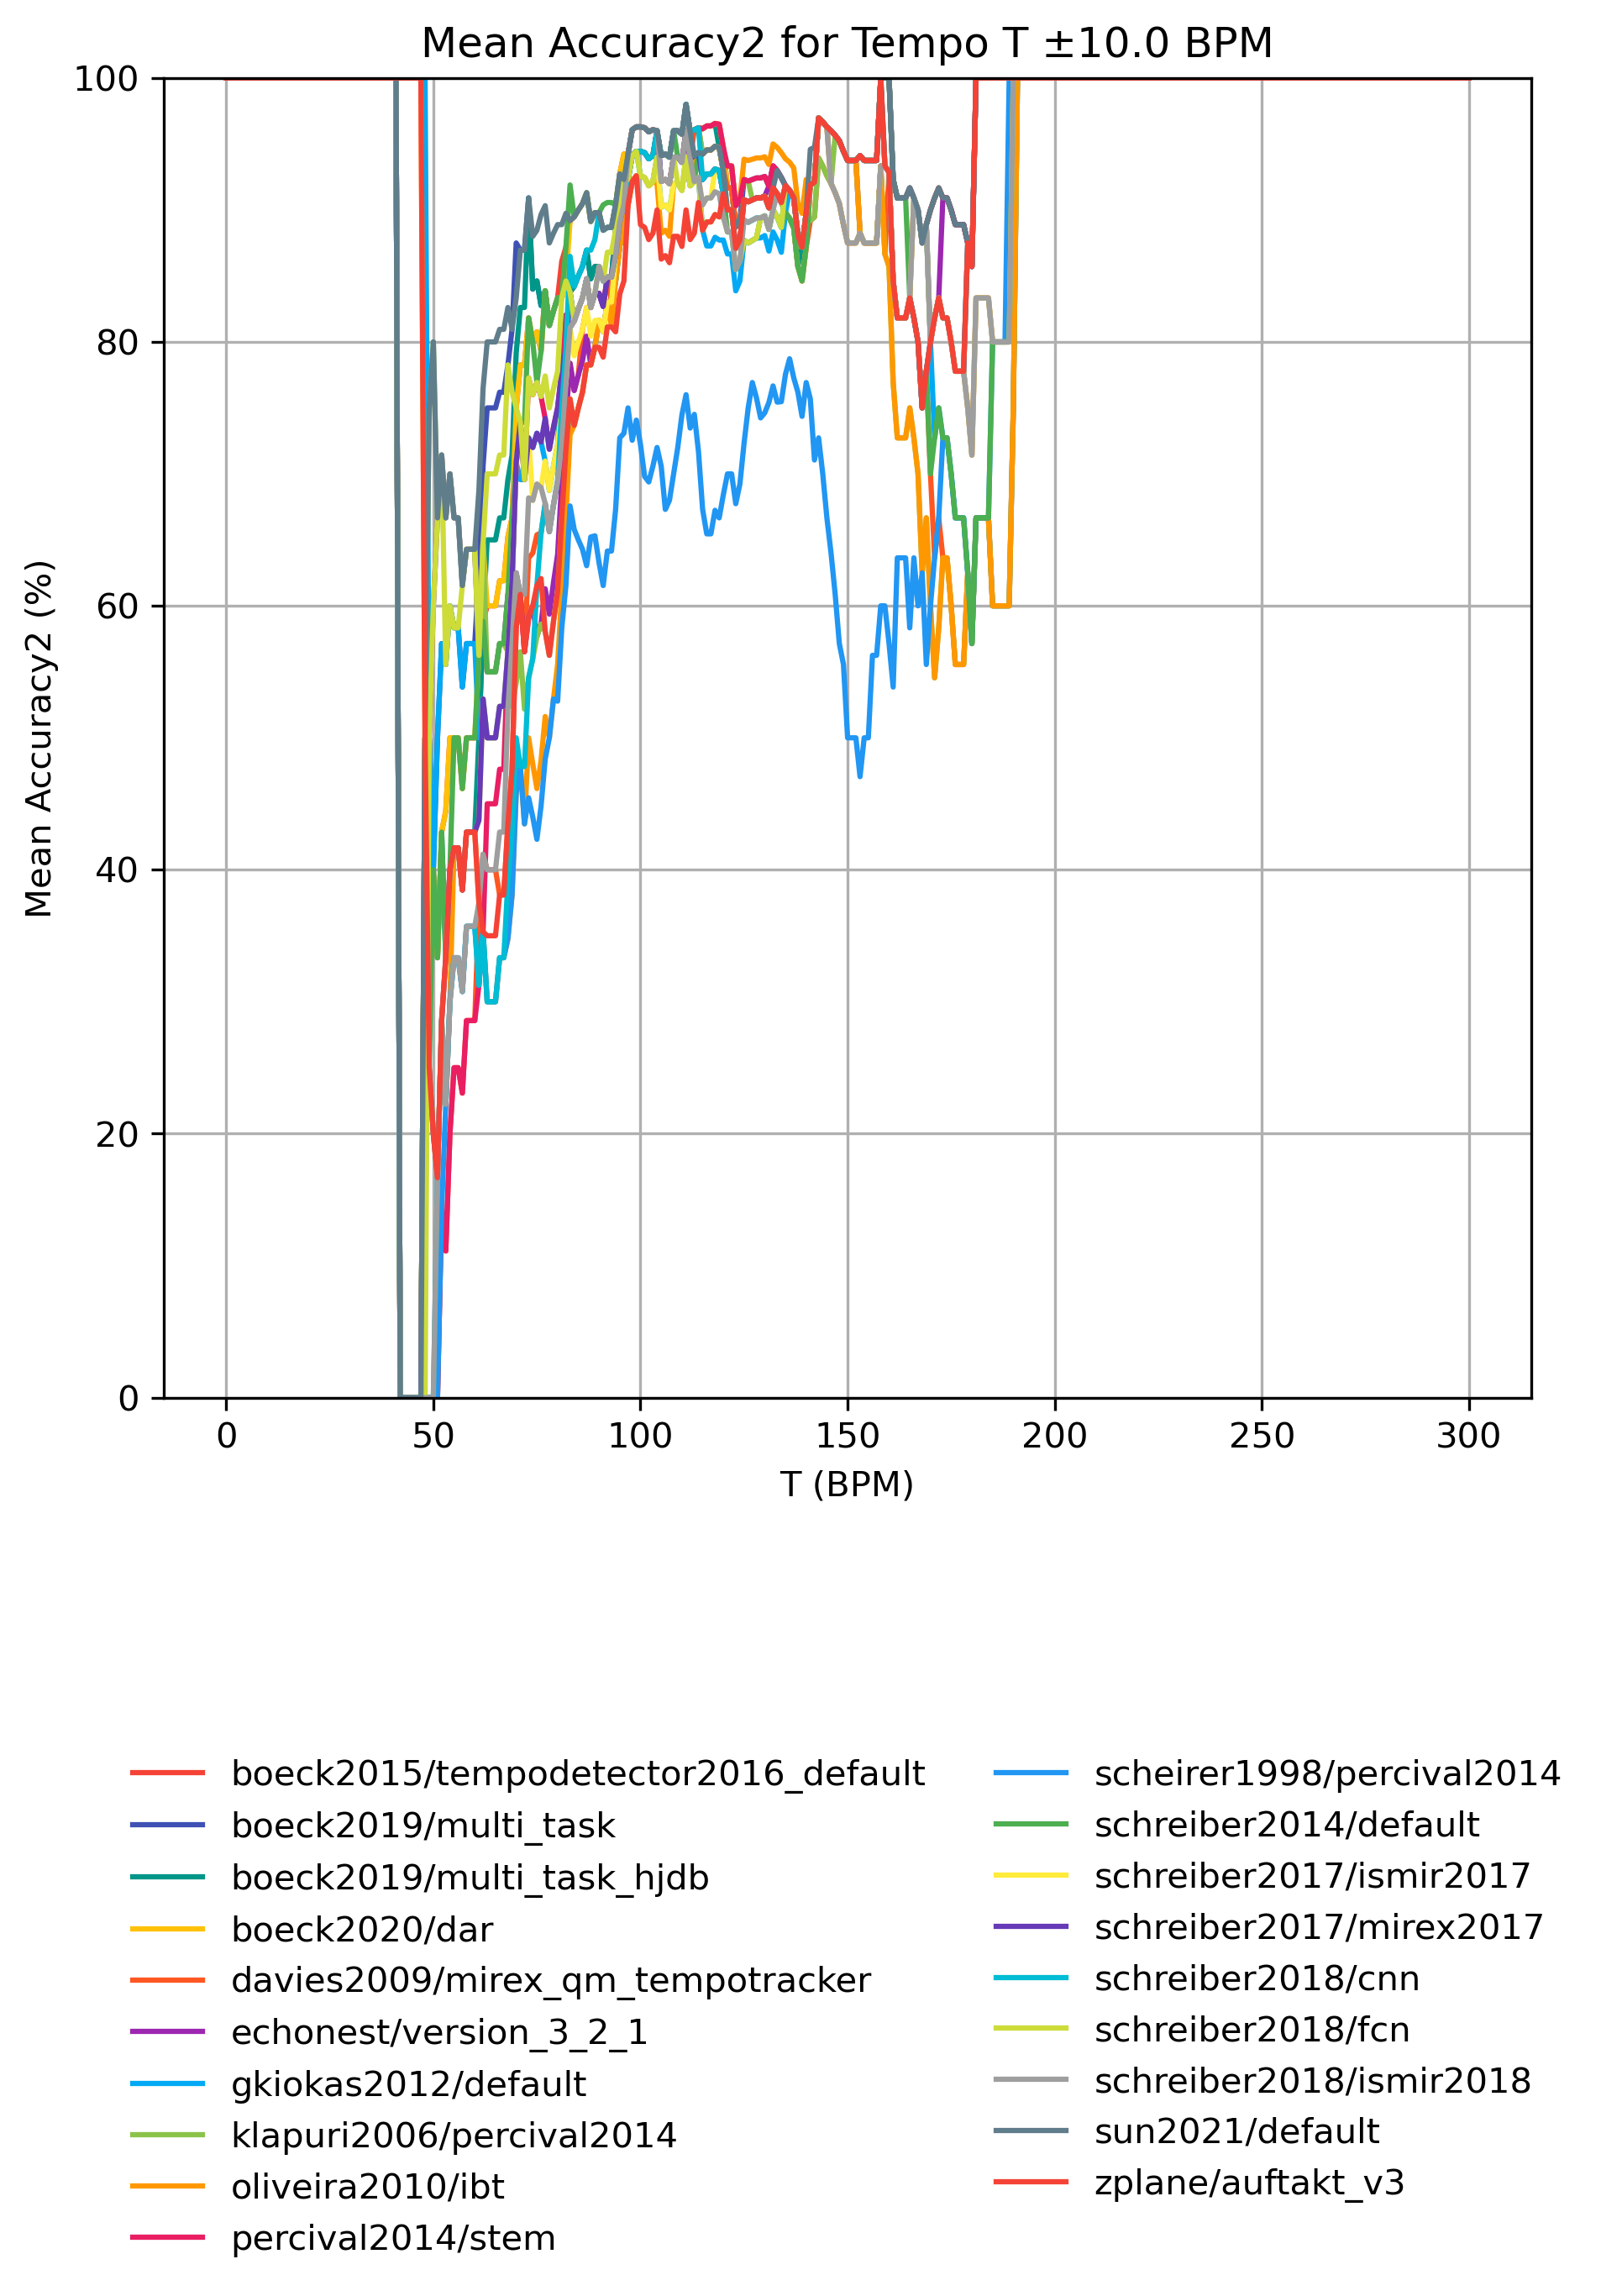 Mean Accuracy2 for Tempo T ±10.0 BPM
100
80
60
40
20
0
Mean Accuracy2 (%)
0 50 100 150 200 250 300
T (BPM)
boeck2015/tempodetector2016_default
boeck2019/multi_task
boeck2019/multi_task_hjdb
boeck2020/dar
davies2009/mirex_qm_tempotracker
echonest/version_3_2_1
gkiokas2012/default
klapuri2006/percival2014
oliveira2010/ibt
percival2014/stem
scheirer1998/percival2014
schreiber2014/default
schreiber2017/ismir2017
schreiber2017/mirex2017
schreiber2018/cnn
schreiber2018/fcn
schreiber2018/ismir2018
sun2021/default
zplane/auftakt_v3